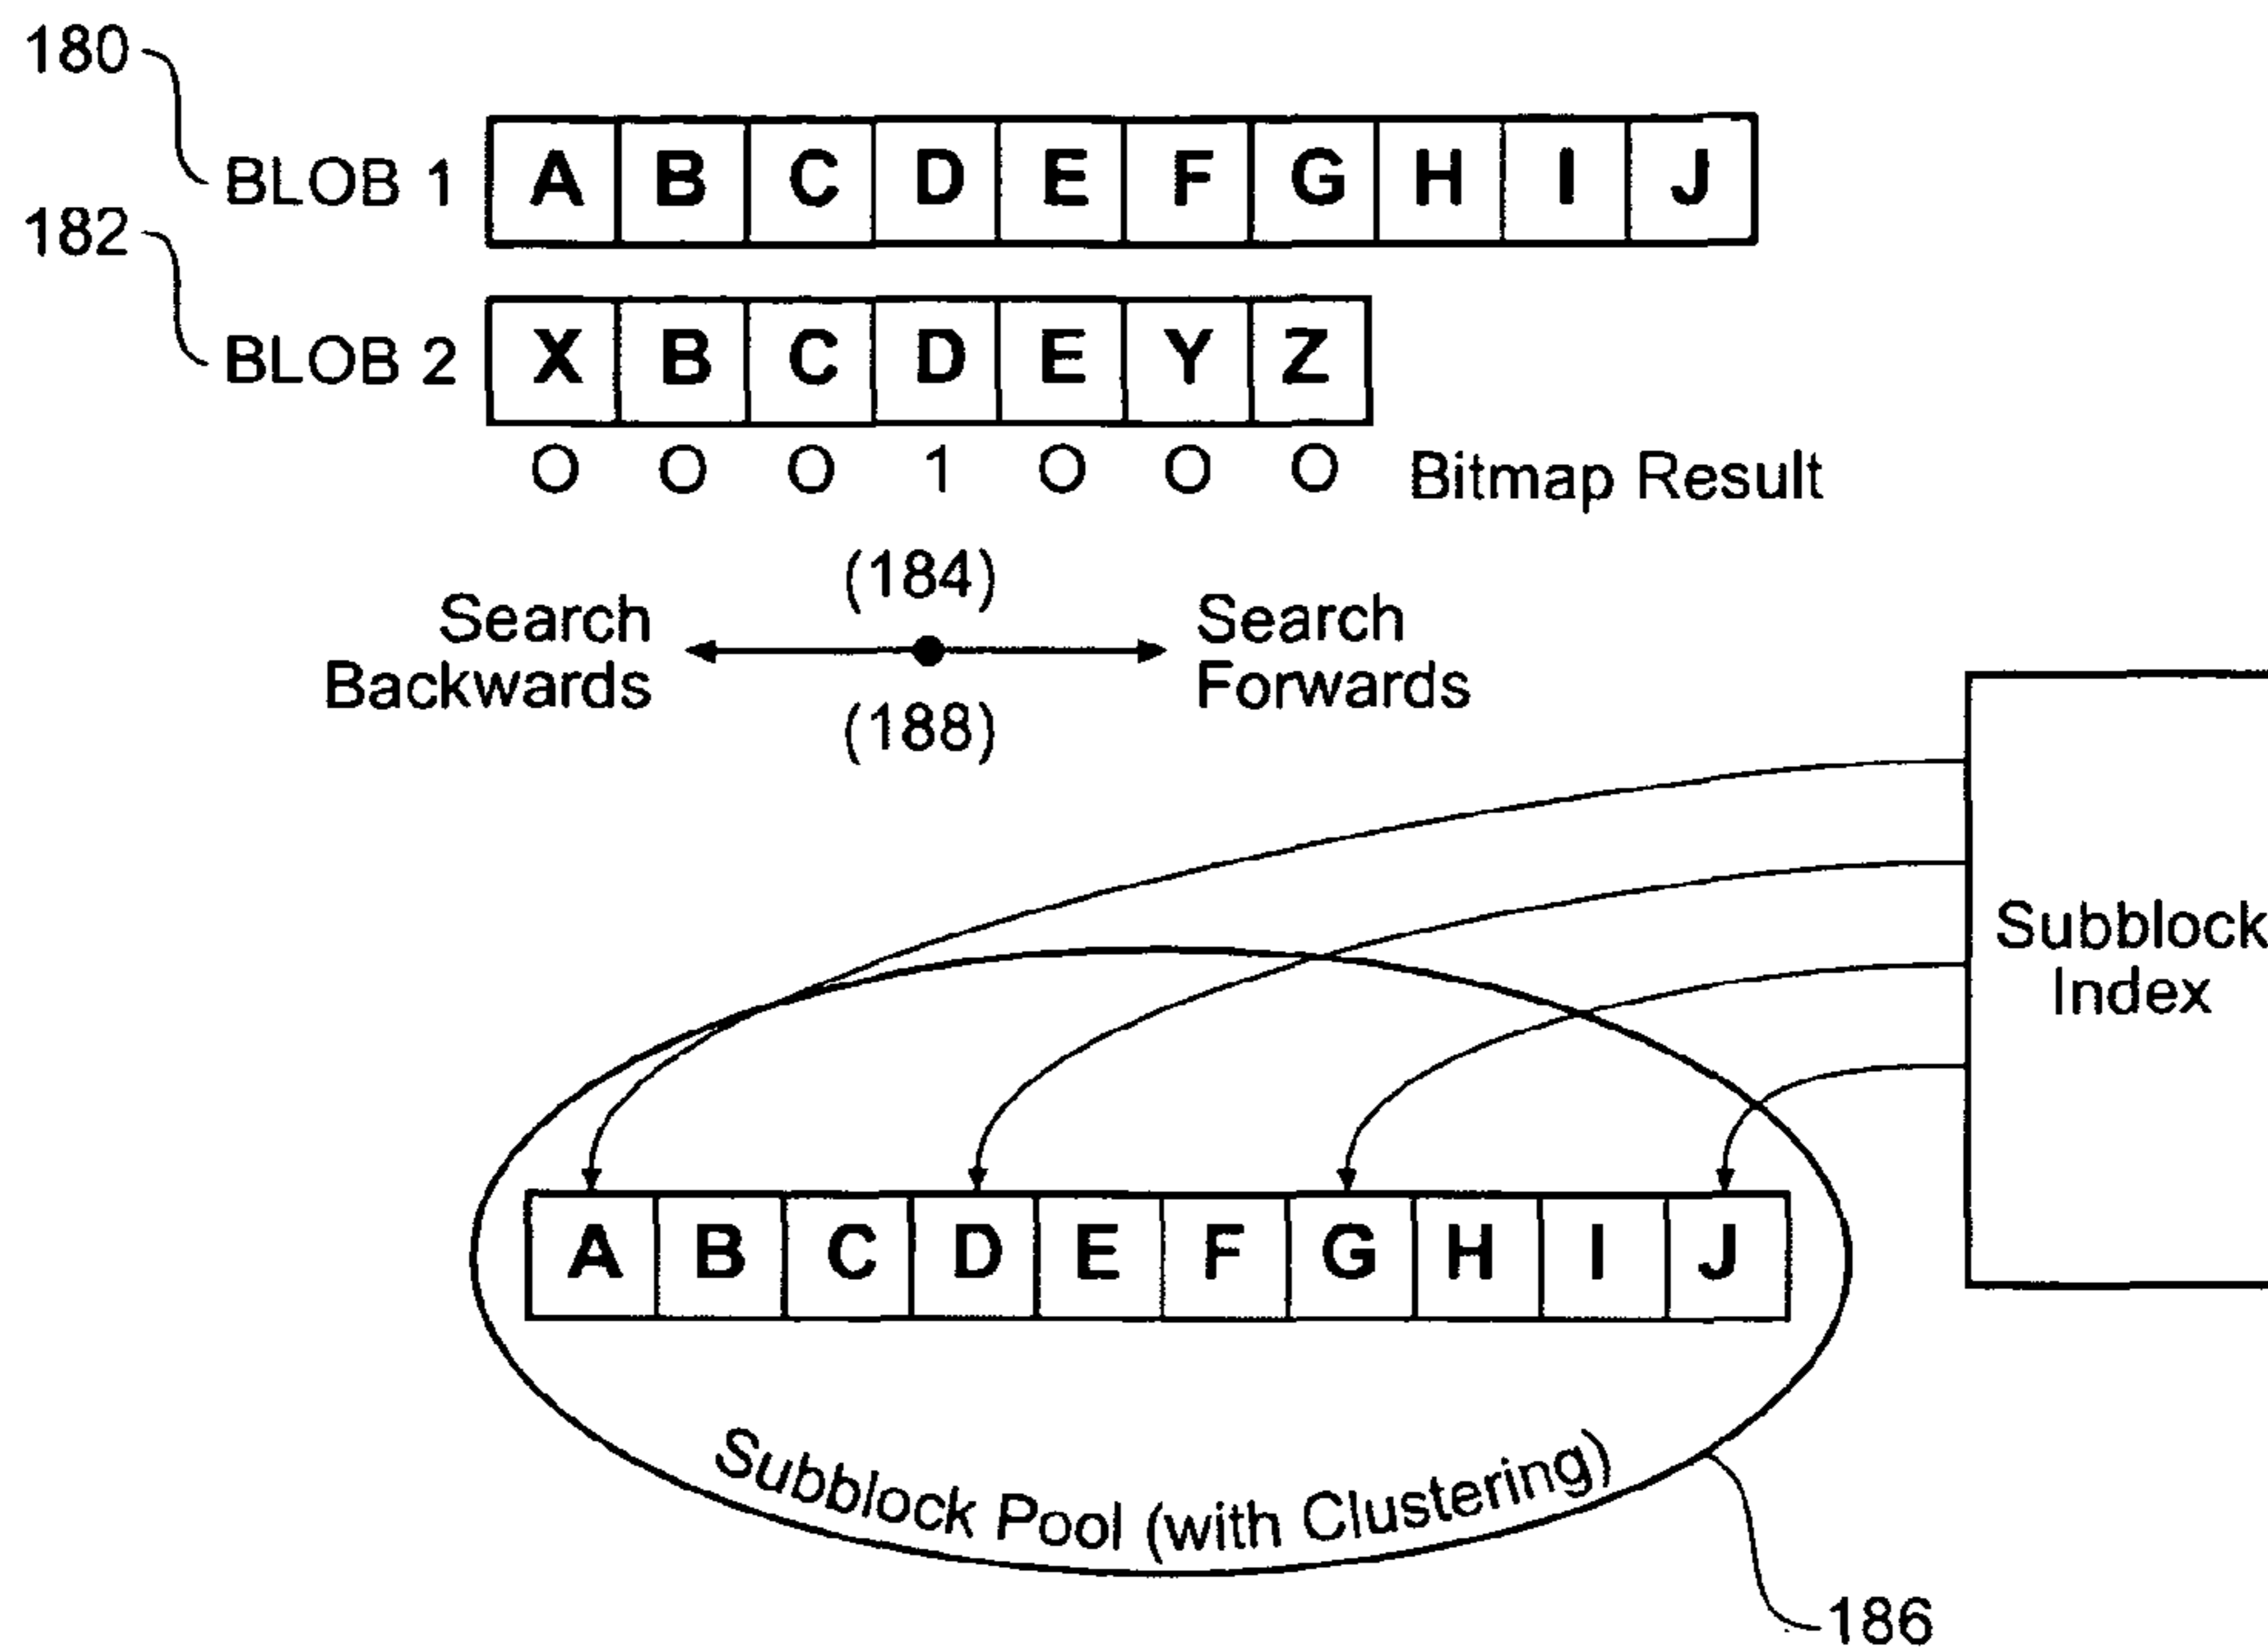 180
BLOB 1 A B C D E F G H I J
182
BLOB 2 X B C D E Y Z
0 0 0 1 0 0 0 Bitmap Result
(184)
Search Backwards
Search Forwards
(188)
Subblock
Index
A B C D E F G H I J
Subblock Pool (with Clustering)
186